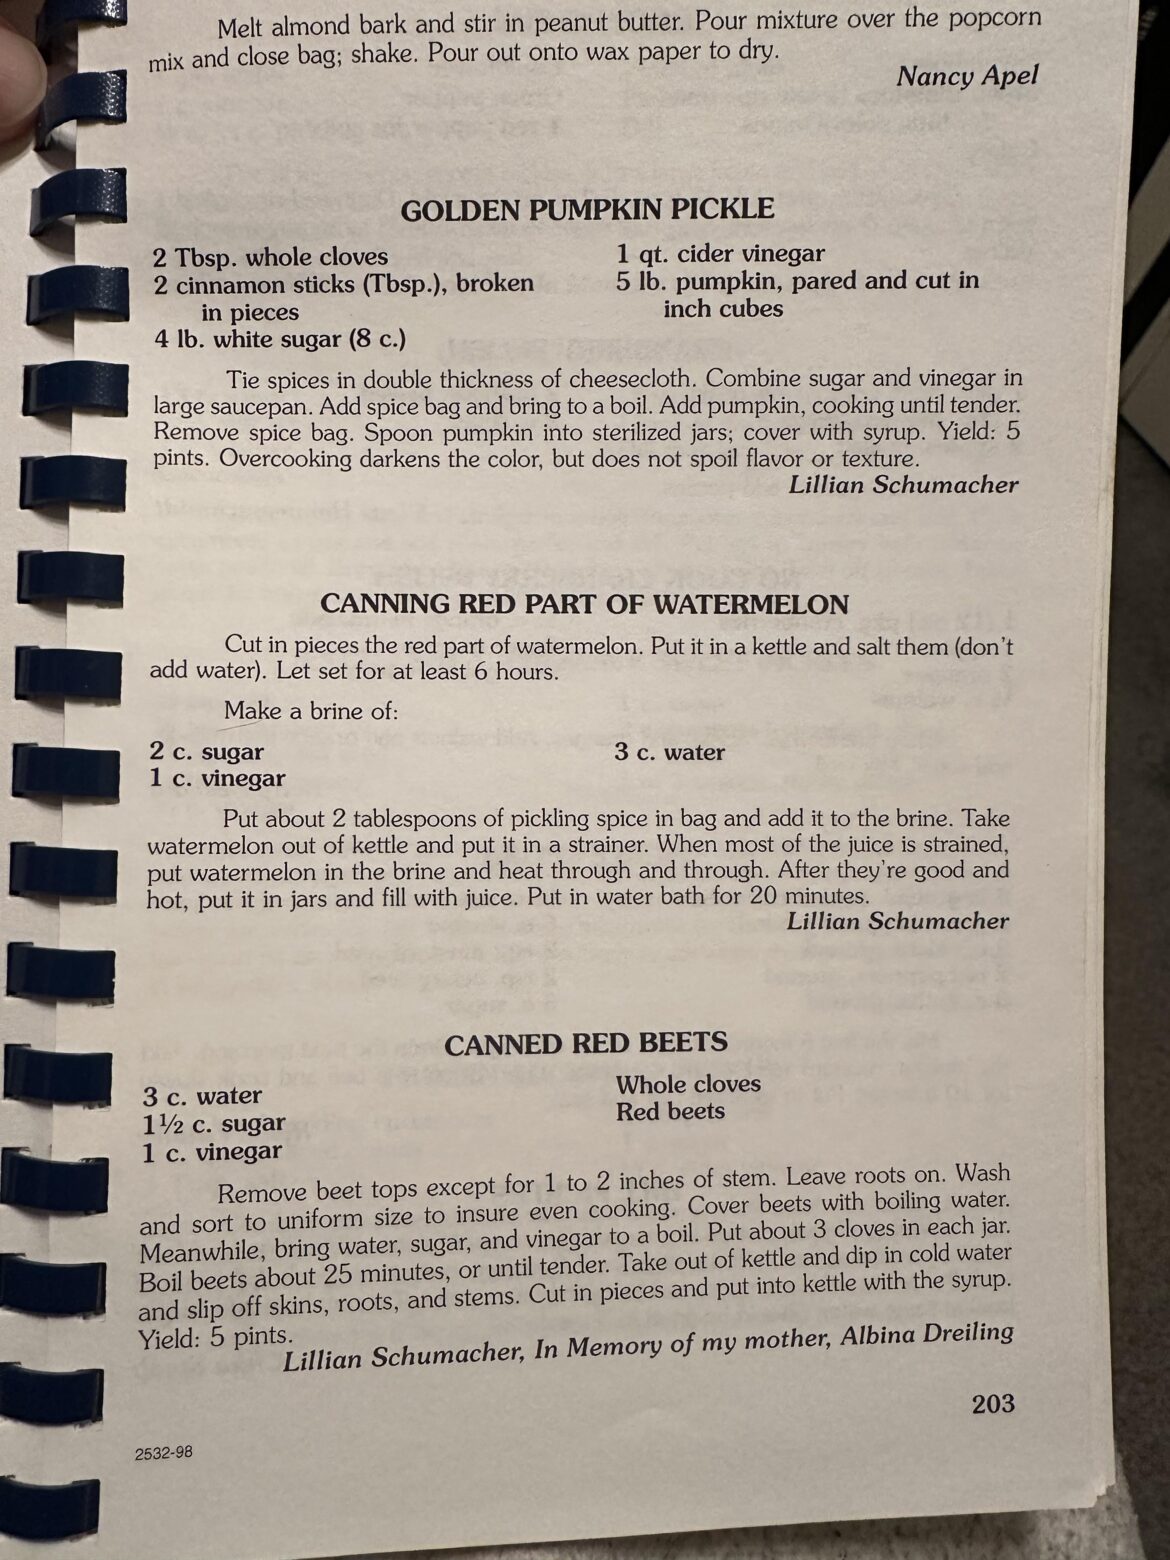 Melt almond bark and stir in peanut butter. Pour mixture over the popcorn
mix and close bag; shake. Pour out onto wax paper to dry.
Nancy Apel
GOLDEN PUMPKIN PICKLE
2 Tbsp. whole cloves
2 cinnamon sticks (Tbsp.), broken
in pieces
4 lb. white sugar (8 c.)
1 qt. cider vinegar
5 lb. pumpkin, pared and cut in
inch cubes
Tie spices in double thickness of cheesecloth. Combine sugar and vinegar in
large saucepan. Add spice bag and bring to a boil. Add pumpkin, cooking until tender.
Remove spice bag. Spoon pumpkin into sterilized jars; cover with syrup. Yield: 5
pints. Overcooking darkens the color, but does not spoil flavor or texture.
Lillian Schumacher
CANNING RED PART OF WATERMELON
Cut in pieces the red part of watermelon. Put it in a kettle and salt them (don't
add water). Let set for at least 6 hours.
Make a brine of:
2 c. sugar
1 c. vinegar
3 c. water
Put about 2 tablespoons of pickling spice in bag and add it to the brine. Take
watermelon out of kettle and put it in a strainer. When most of the juice is strained,
put watermelon in the brine and heat through and through. After they're good and
hot, put it in jars and fill with juice. Put in water bath for 20 minutes.
Lillian Schumacher
CANNED RED BEETS
3 c. water
1½ c. sugar
1 c. vinegar
Whole cloves
Red beets
Remove beet tops except for 1 to 2 inches of stem. Leave roots on. Wash
and sort to uniform size to insure even cooking. Cover beets with boiling water.
Meanwhile, bring water, sugar, and vinegar to a boil. Put about 3 cloves in each jar.
Boil beets about 25 minutes, or until tender. Take out of kettle and dip in cold water
and slip off skins, roots, and stems. Cut in pieces and put into kettle with the syrup.
Yield: 5 pints.
Lillian Schumacher, In Memory of my mother, Albina Dreiling
203
2532-98